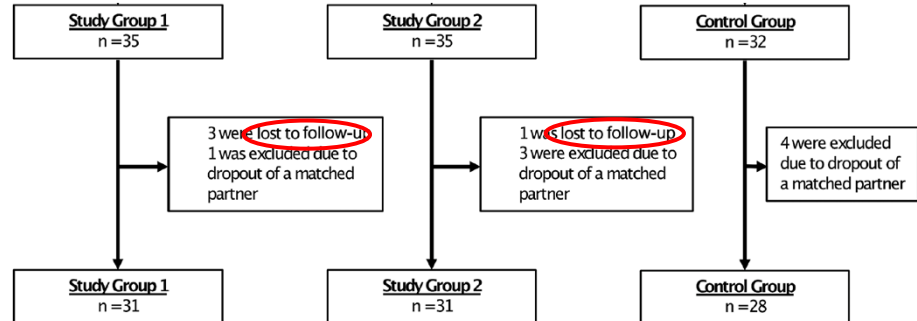 Study Group 1
n=35
Study Group 2
n=35
Control Group
n=32
3 were lost to follow-up
1 was excluded due to
dropout of a matched
partner
1 was lost to follow-up
3 were excluded due to
dropout of a matched
partner
4 were excluded
due to dropout of
a matched partner
Study Group 1
n=31
Study Group 2
n=31
Control Group
n=28